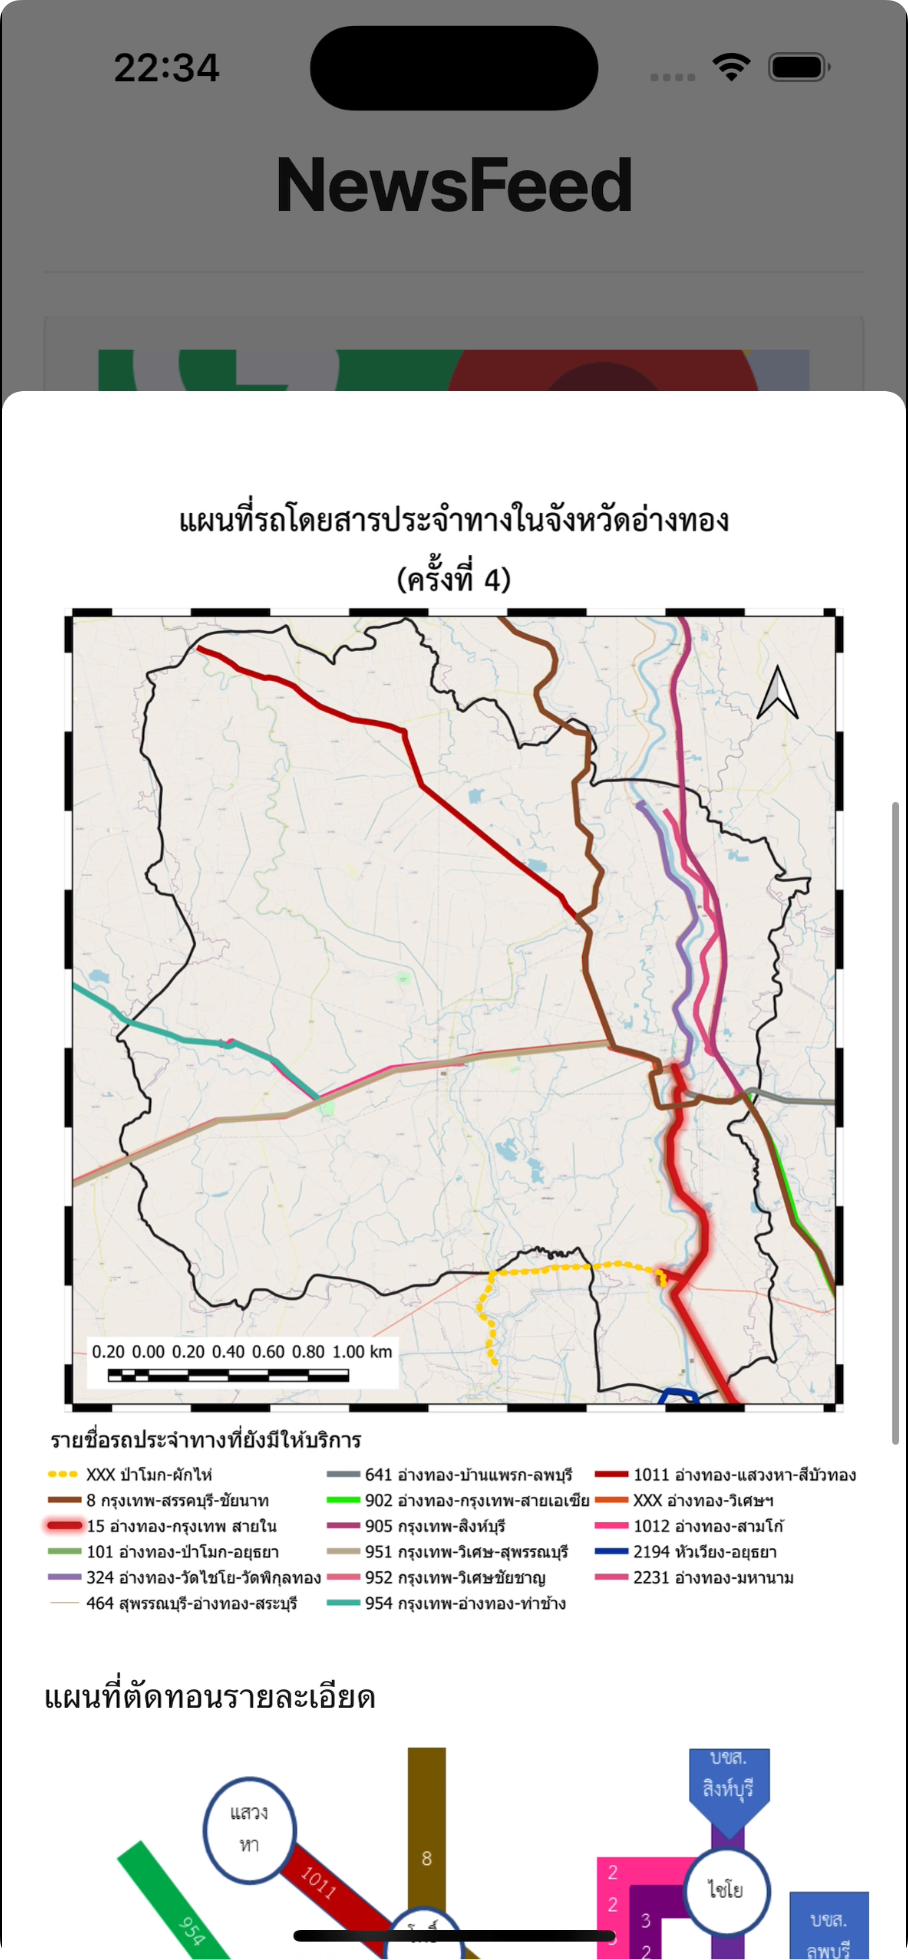 22:34
NewsFeed
แผนที่รถโดยสารประจำทางในจังหวัดอ่างทอง
(ครั้งที่ 4)
0.20 0.00 0.20 0.40 0.60 0.80 1.00 km
รายชื่อรถประจำทางที่ยังมีให้บริการ
XXX ป่าโมก-ผักไห่
8 กรุงเทพ-สรรคบุรี-ชัยนาท
15 อ่างทอง-กรุงเทพ สายใน
101 อ่างทอง-ป่าโมก-อยุธยา
324 อ่างทอง-วัดไชโย-วัดพิกุลทอง
464 สุพรรณบุรี-อ่างทอง-สระบุรี
641 อ่างทอง-บ้านแพรก-ลพบุรี
902 อ่างทอง-กรุงเทพ-สายเอเซีย
905 กรุงเทพ-สิงห์บุรี
951 กรุงเทพ-วิเศษ-สุพรรณบุรี
952 กรุงเทพ-วิเศษชัยชาญ
954 กรุงเทพ-อ่างทอง-ท่าช้าง
1011 อ่างทอง-แสวงหา-สีบัวทอง
XXX อ่างทอง-วิเศษฯ
1012 อ่างทอง-สามโก้
2194 หัวเวียง-อยุธยา
2231 อ่างทอง-มหานาม
แผนที่ตัดทอนรายละเอียด
บขส.
สิงห์บุรี
แสวง
หา
1011
8
954
2
2
3
2
ไชโย
บขส.
ลพบุรี